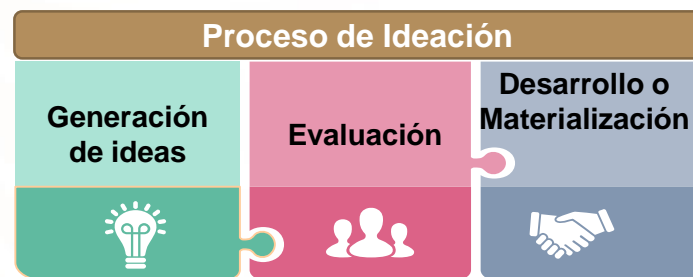 Proceso de Ideación
Generación
de ideas
Evaluación
Desarrollo o
Materialización